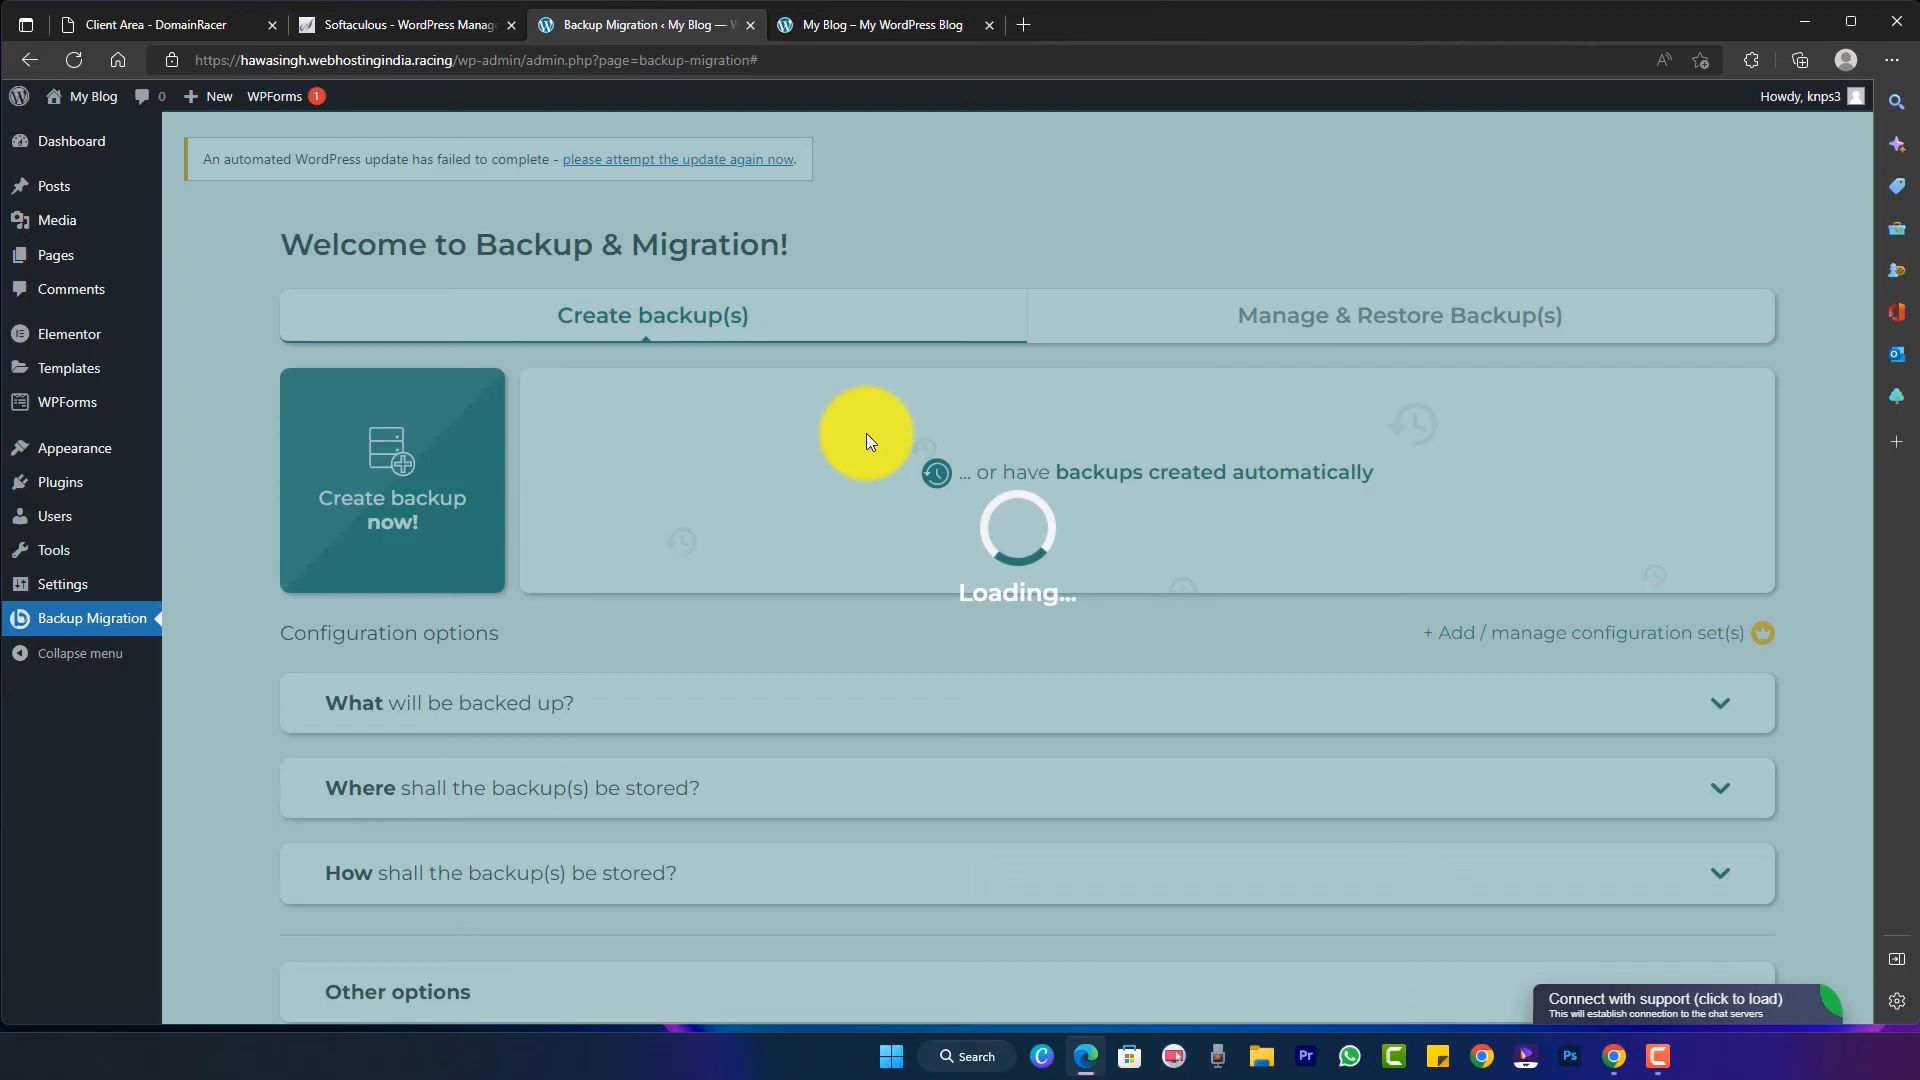 Client Area - DomainRacer
Softaculous - WordPress Manag
Backup Migration ‹ My Blog — W
My Blog – My WordPress Blog
https://hawasingh.webhostingindia.racing/wp-admin/admin.php?page=backup-migration#
My Blog
0
New
WPForms 1
Howdy, knps3
Dashboard
Posts
Media
Pages
Comments
Elementor
Templates
WPForms
Appearance
Plugins
Users
Tools
Settings
Backup Migration
Collapse menu
An automated WordPress update has failed to complete - please attempt the update again now.
Welcome to Backup & Migration!
Create backup(s)
Manage & Restore Backup(s)
Create backup
now!
... or have backups created automatically
Loading...
Configuration options
+ Add / manage configuration set(s)
What will be backed up?
Where shall the backup(s) be stored?
How shall the backup(s) be stored?
Other options
Connect with support (click to load)
This will establish connection to the chat servers
Search
Pr
Ps